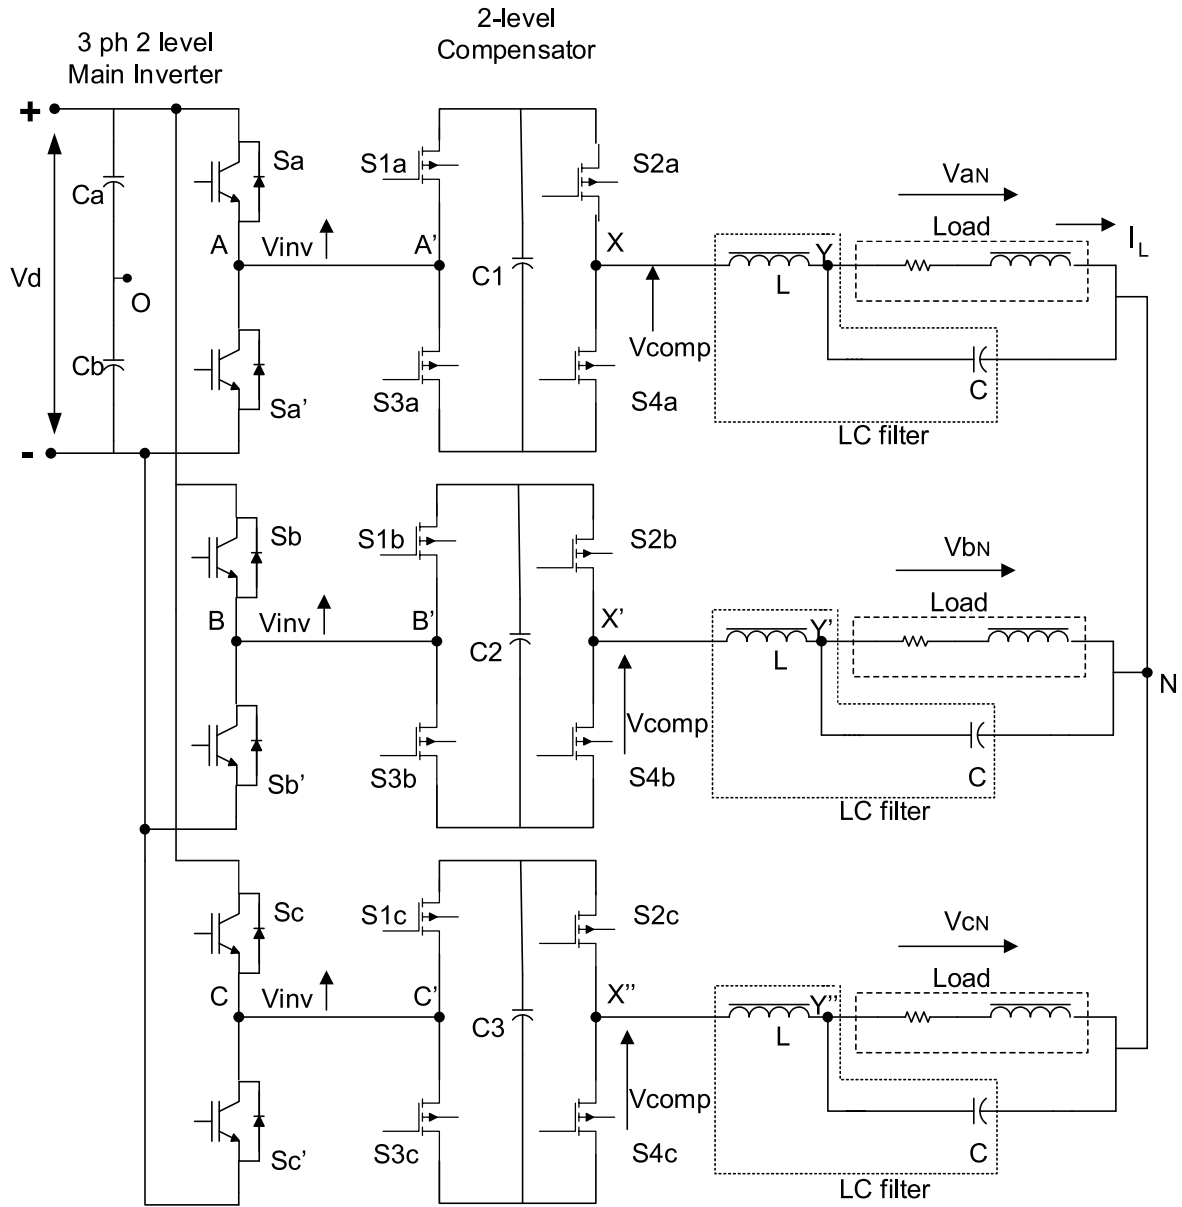 3 ph 2 level
Main Inverter
2-level
Compensator
+
Sa
S1a
S2a
VaN
Load
I_L
Ca
A
Vinv
A'
X
Y
Vd
O
C1
L
Cb
Vcomp
Sa'
S3a
S4a
C
LC filter
-
Sb
S1b
S2b
VbN
Load
B
Vinv
B'
X'
Y'
C2
L
N
Vcomp
Sb'
S3b
S4b
C
LC filter
Sc
S1c
S2c
VcN
Load
C
Vinv
C'
X''
Y''
C3
L
Vcomp
Sc'
S3c
S4c
C
LC filter